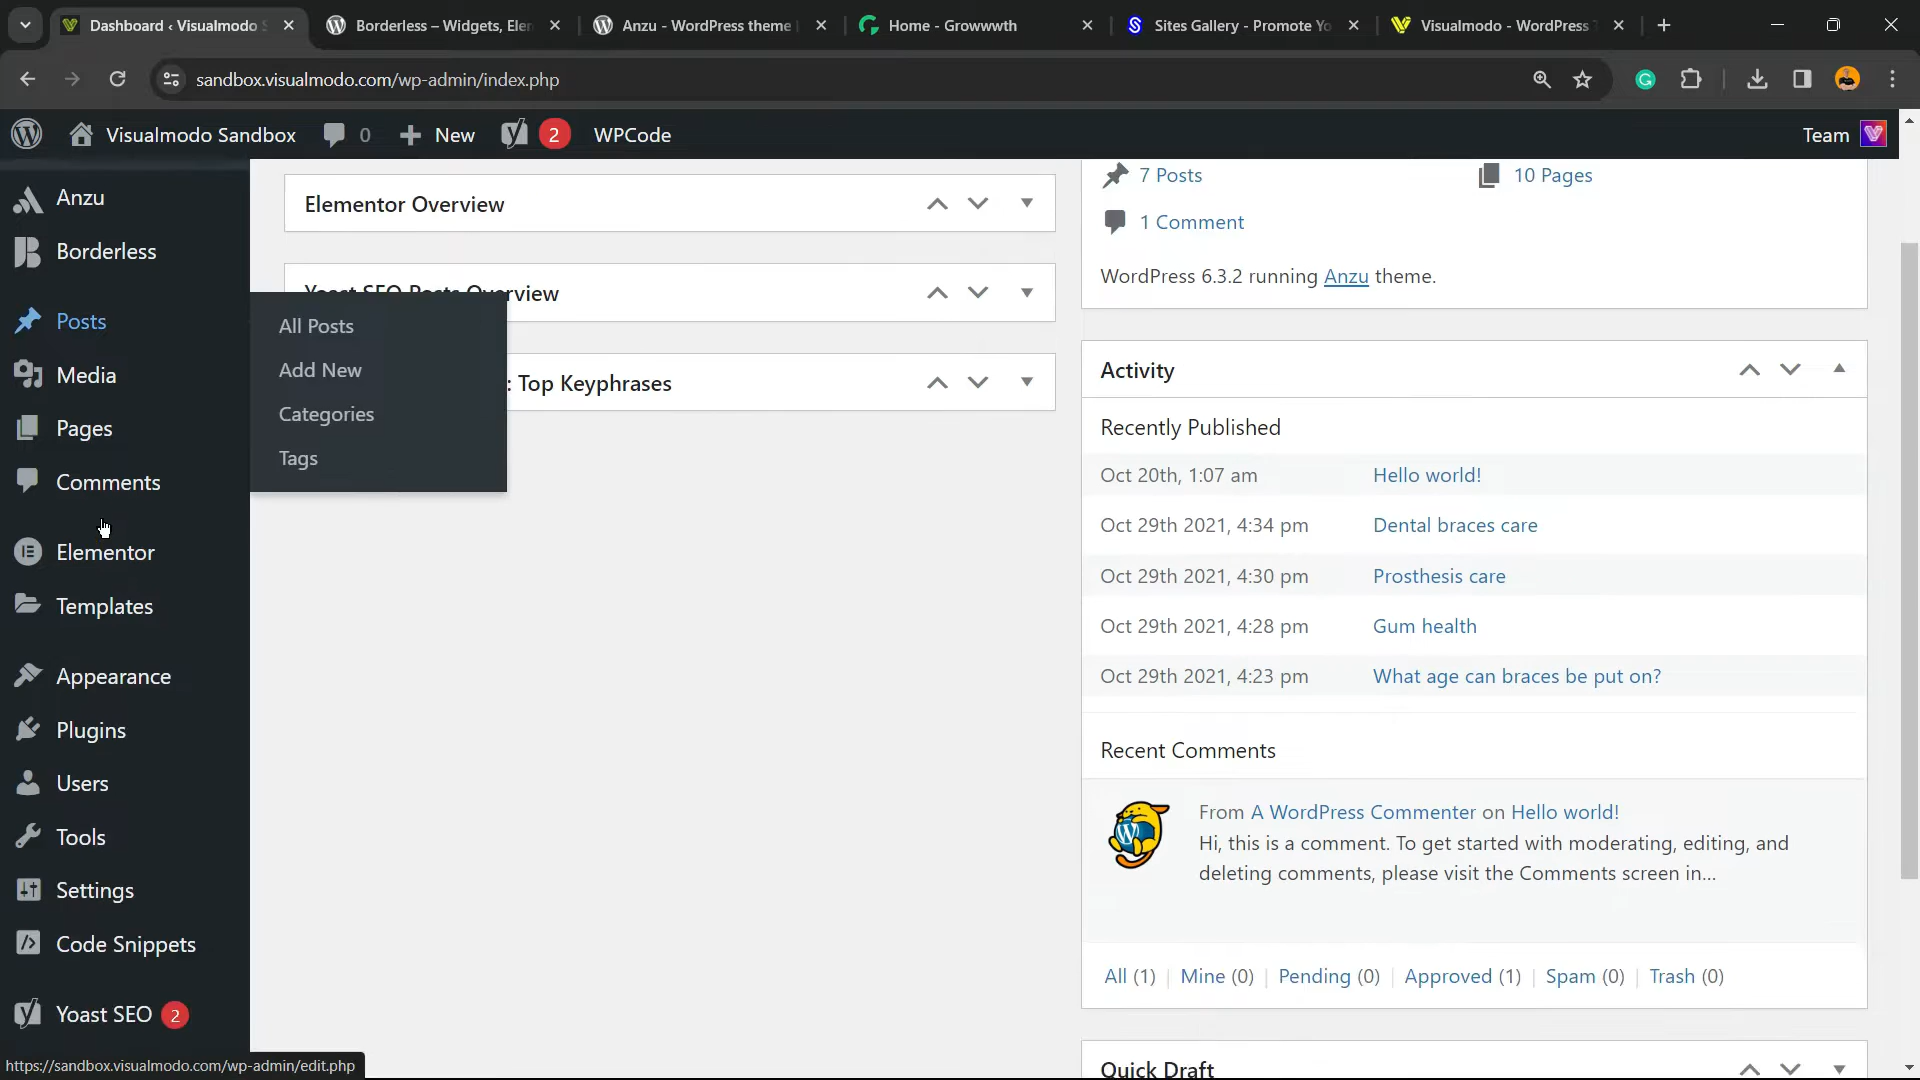 Dashboard ‹ Visualmodo S
Borderless – Widgets, Elen
Anzu - WordPress theme |
Home - Growwwth
Sites Gallery - Promote Yo
Visualmodo - WordPress T
sandbox.visualmodo.com/wp-admin/index.php
Visualmodo Sandbox
0
New
2
WPCode
Team
Anzu
Borderless
Posts
Media
Pages
Comments
Elementor
Templates
Appearance
Plugins
Users
Tools
Settings
Code Snippets
Yoast SEO 2
All Posts
Add New
Categories
Tags
Elementor Overview
Yoast SEO Posts Overview
: Top Keyphrases
7 Posts
10 Pages
1 Comment
WordPress 6.3.2 running Anzu theme.
Activity
Recently Published
Oct 20th, 1:07 am Hello world!
Oct 29th 2021, 4:34 pm Dental braces care
Oct 29th 2021, 4:30 pm Prosthesis care
Oct 29th 2021, 4:28 pm Gum health
Oct 29th 2021, 4:23 pm What age can braces be put on?
Recent Comments
From A WordPress Commenter on Hello world!
Hi, this is a comment. To get started with moderating, editing, and
deleting comments, please visit the Comments screen in...
All (1) | Mine (0) | Pending (0) | Approved (1) | Spam (0) | Trash (0)
Quick Draft
https://sandbox.visualmodo.com/wp-admin/edit.php